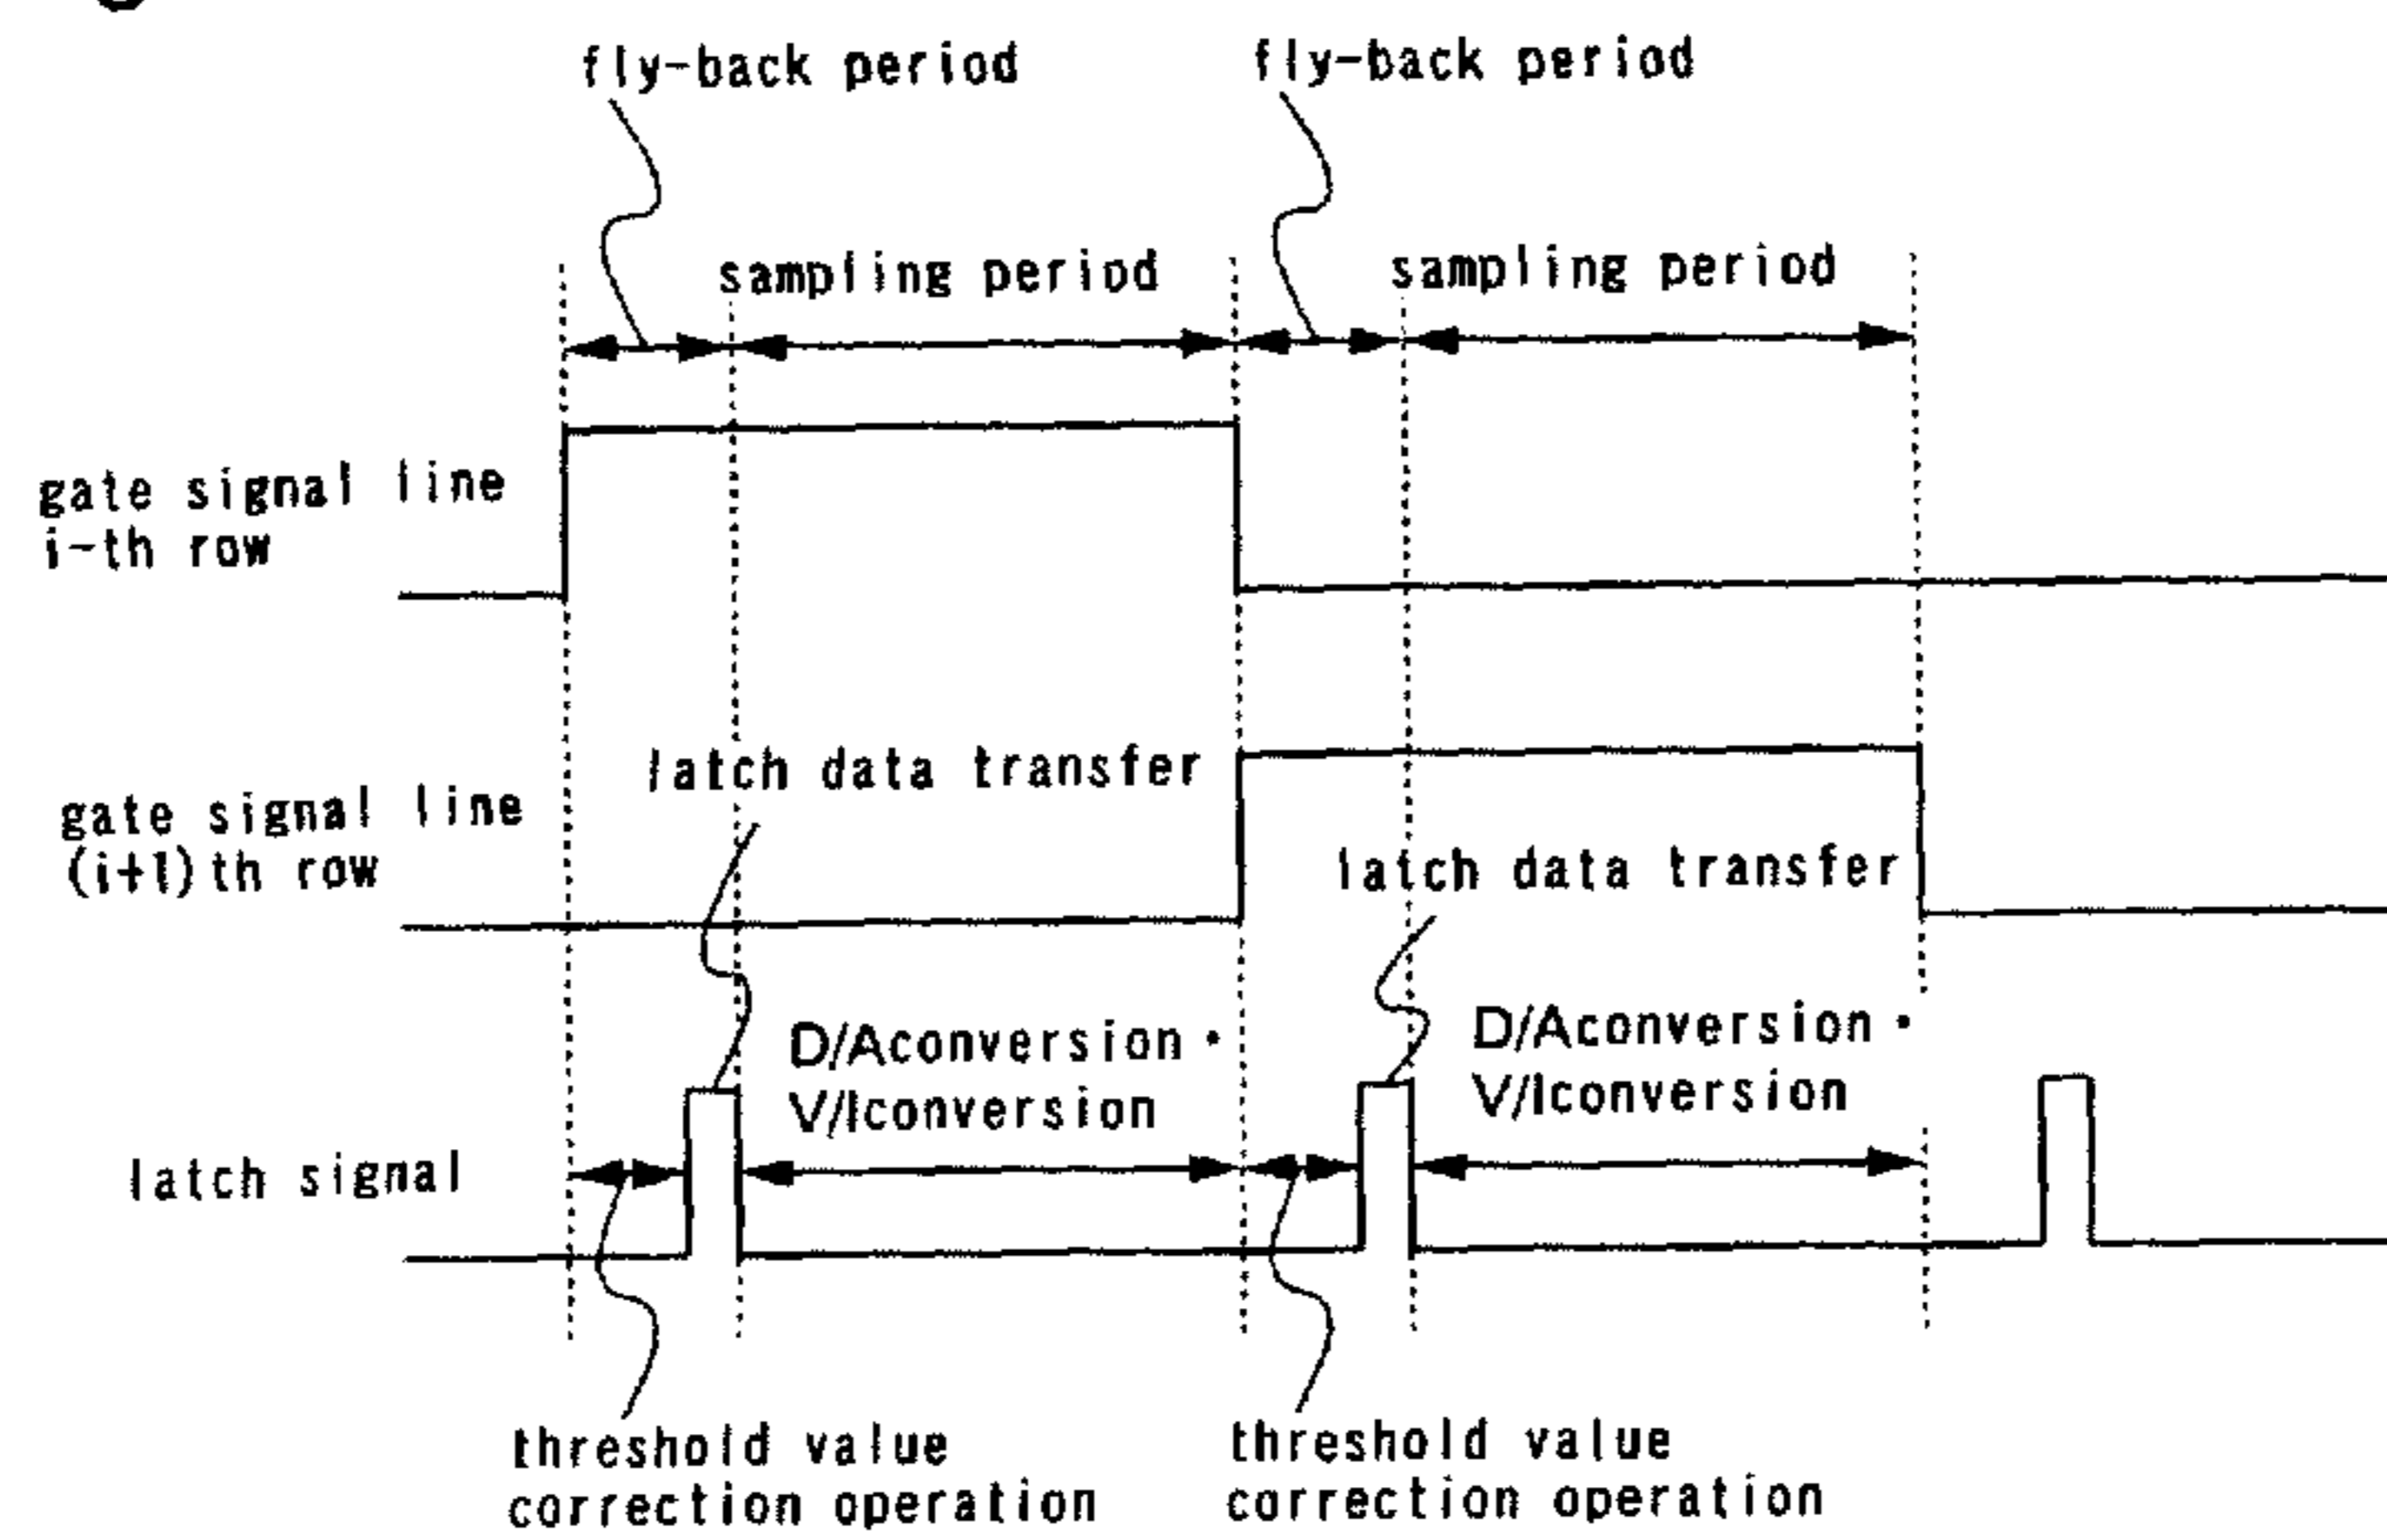 fly-back period
fly-back period
sampling period
sampling period
gate signal line
i-th row
latch data transfer
gate signal line
(i+1)th row
latch data transfer
D/Aconversion・
V/Iconversion
D/Aconversion・
V/Iconversion
latch signal
threshold value
correction operation
threshold value
correction operation